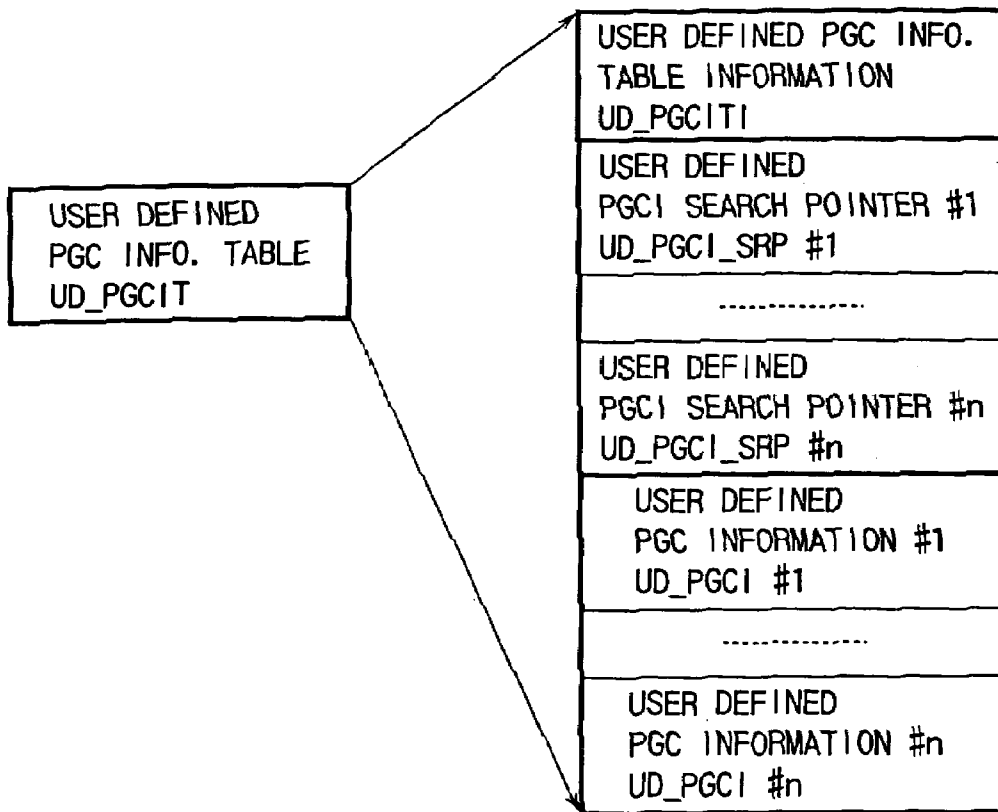 USER DEFINED
PGC INFO. TABLE
UD_PGCIT
USER DEFINED PGC INFO.
TABLE INFORMATION
UD_PGCITI
USER DEFINED
PGCI SEARCH POINTER #1
UD_PGCI_SRP #1
USER DEFINED
PGCI SEARCH POINTER #n
UD_PGCI_SRP #n
USER DEFINED
PGC INFORMATION #1
UD_PGCI #1
USER DEFINED
PGC INFORMATION #n
UD_PGCI #n